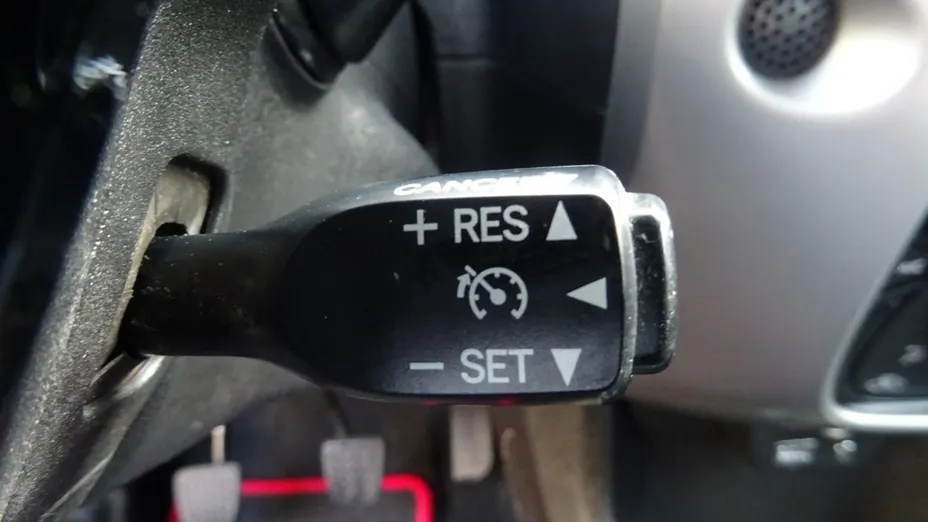 CANCEL
+ RES ▲
◀
− SET ▼